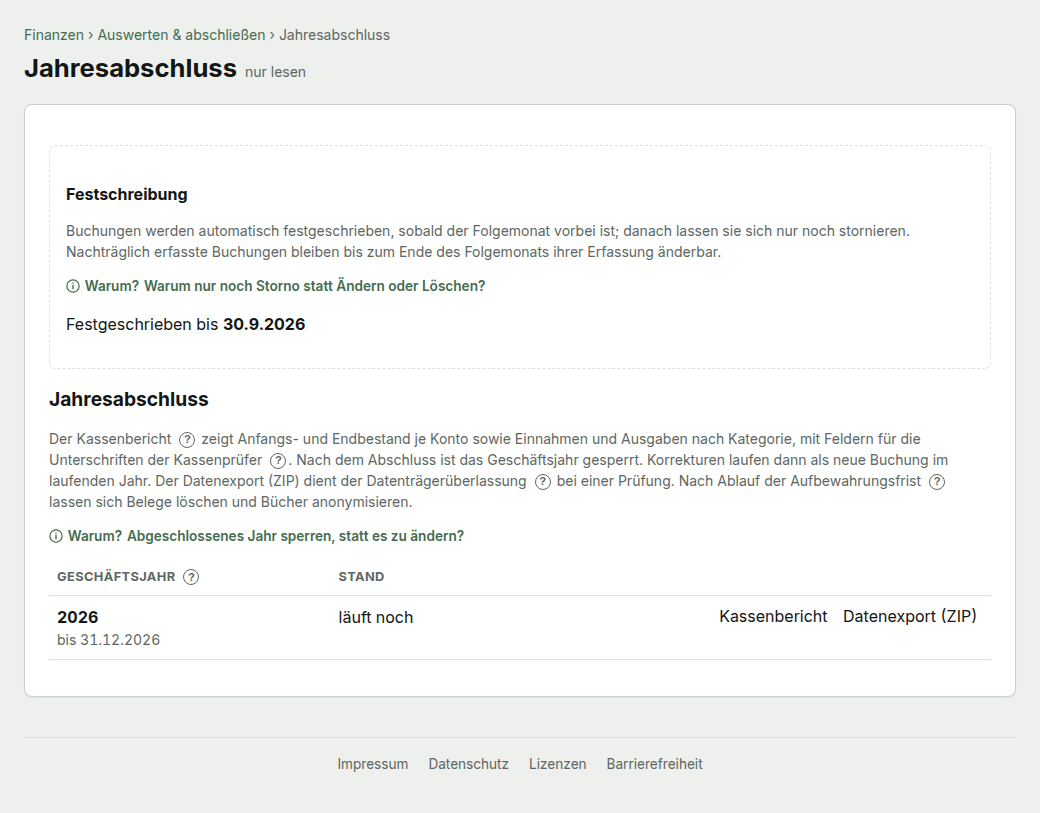 Finanzen › Auswerten & abschließen › Jahresabschluss
Jahresabschluss nur lesen
Festschreibung
Buchungen werden automatisch festgeschrieben, sobald der Folgemonat vorbei ist; danach lassen sie sich nur noch stornieren.
Nachträglich erfasste Buchungen bleiben bis zum Ende des Folgemonats ihrer Erfassung änderbar.
Warum? Warum nur noch Storno statt Ändern oder Löschen?
Festgeschrieben bis 30.9.2026
Jahresabschluss
Der Kassenbericht ? zeigt Anfangs- und Endbestand je Konto sowie Einnahmen und Ausgaben nach Kategorie, mit Feldern für die
Unterschriften der Kassenprüfer ?. Nach dem Abschluss ist das Geschäftsjahr gesperrt. Korrekturen laufen dann als neue Buchung im
laufenden Jahr. Der Datenexport (ZIP) dient der Datenträgerüberlassung ? bei einer Prüfung. Nach Ablauf der Aufbewahrungsfrist ?
lassen sich Belege löschen und Bücher anonymisieren.
Warum? Abgeschlossenes Jahr sperren, statt es zu ändern?
GESCHÄFTSJAHR ? STAND
2026 läuft noch Kassenbericht Datenexport (ZIP)
bis 31.12.2026
Impressum Datenschutz Lizenzen Barrierefreiheit